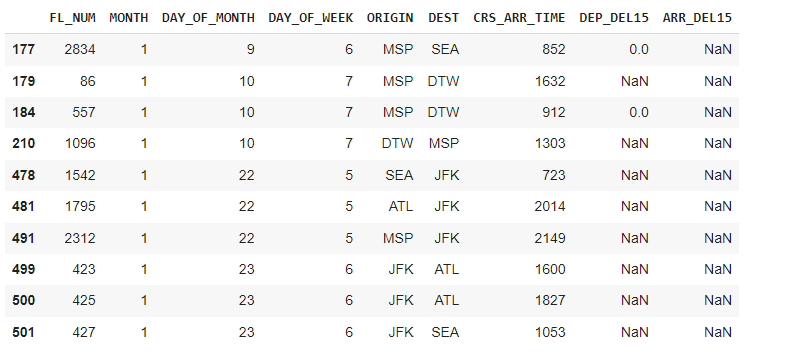 FL_NUM MONTH DAY_OF_MONTH DAY_OF_WEEK ORIGIN DEST CRS_ARR_TIME DEP_DEL15 ARR_DEL15
177 2834 1 9 6 MSP SEA 852 0.0 NaN
179 86 1 10 7 MSP DTW 1632 NaN NaN
184 557 1 10 7 MSP DTW 912 0.0 NaN
210 1096 1 10 7 DTW MSP 1303 NaN NaN
478 1542 1 22 5 SEA JFK 723 NaN NaN
481 1795 1 22 5 ATL JFK 2014 NaN NaN
491 2312 1 22 5 MSP JFK 2149 NaN NaN
499 423 1 23 6 JFK ATL 1600 NaN NaN
500 425 1 23 6 JFK ATL 1827 NaN NaN
501 427 1 23 6 JFK SEA 1053 NaN NaN